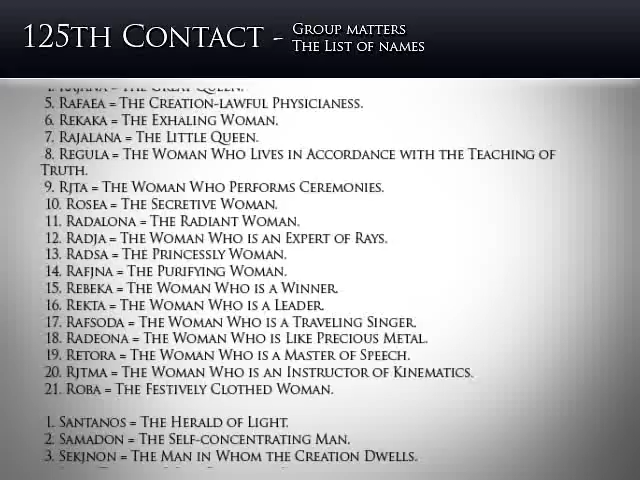 125th Contact - Group matters
The List of names
4. Rajana = The Great Queen.
5. Rafaea = The Creation-lawful Physicianess.
6. Rekaka = The Exhaling Woman.
7. Rajalana = The Little Queen.
8. Regula = The Woman Who Lives in Accordance with the Teaching of
Truth.
9. Rjta = The Woman Who Performs Ceremonies.
10. Rosea = The Secretive Woman.
11. Radalona = The Radiant Woman.
12. Radja = The Woman Who is an Expert of Rays.
13. Radsa = The Princessly Woman.
14. Rafjna = The Purifying Woman.
15. Rebeka = The Woman Who is a Winner.
16. Rekta = The Woman Who is a Leader.
17. Rafsoda = The Woman Who is a Traveling Singer.
18. Radeona = The Woman Who is Like Precious Metal.
19. Retora = The Woman Who is a Master of Speech.
20. Rjtma = The Woman Who is an Instructor of Kinematics.
21. Roba = The Festively Clothed Woman.
1. Santanos = The Herald of Light.
2. Samadon = The Self-concentrating Man.
3. Sekjnon = The Man in Whom the Creation Dwells.